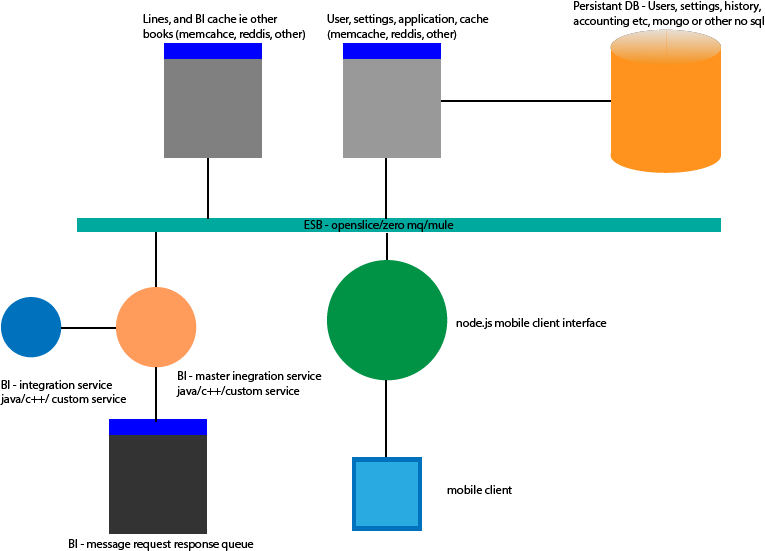 Lines, and BI cache ie other
books (memcahce, reddis, other)
User, settings, application, cache
(memcache, reddis, other)
Persistant DB - Users, settings, history,
accounting etc, mongo or other no sql
ESB - openslice/zero mq/mule
node.js mobile client interface
BI - integration service
java/c++/ custom service
BI - master inegration service
java/c++/custom service
mobile client
BI - message request response queue